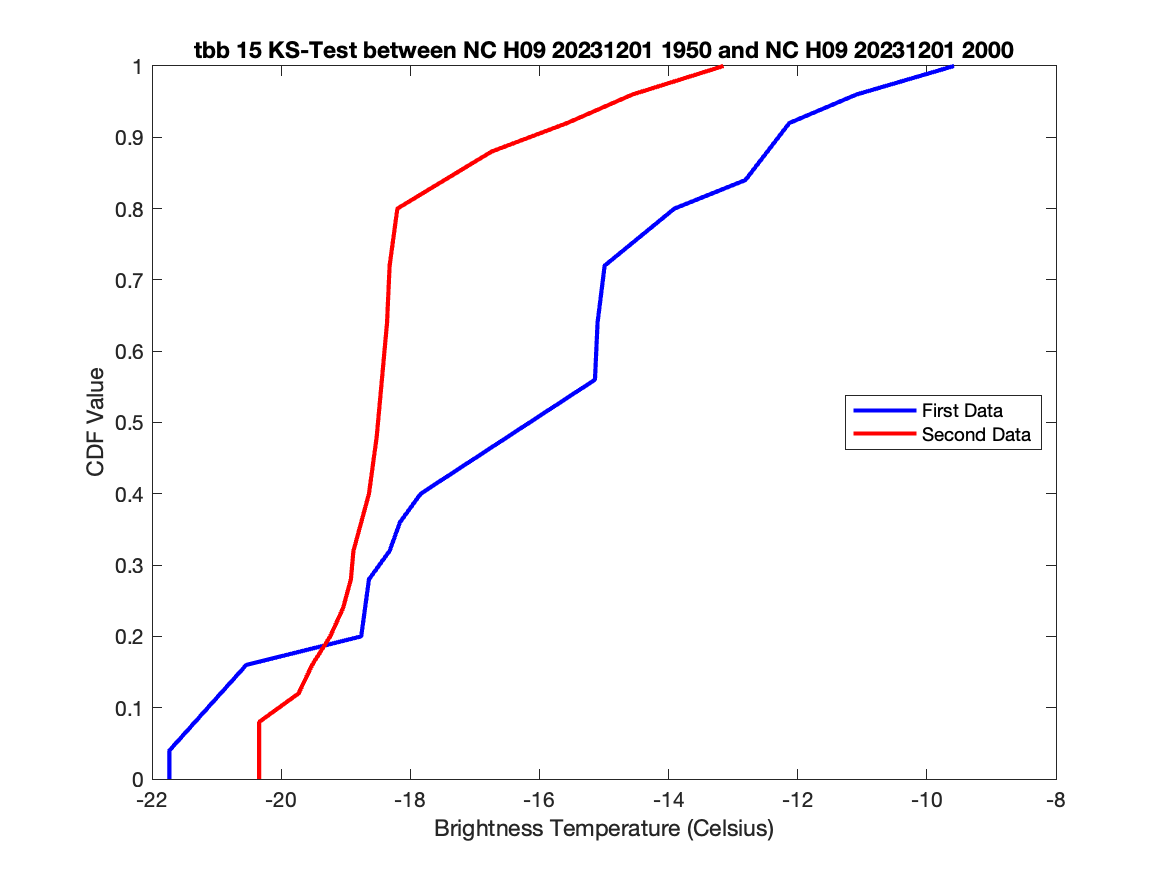 tbb 15 KS-Test between NC H09 20231201 1950 and NC H09 20231201 2000
1
0.9
0.8
0.7
0.6
0.5
0.4
0.3
0.2
0.1
0
CDF Value
First Data
Second Data
-22 -20 -18 -16 -14 -12 -10 -8
Brightness Temperature (Celsius)